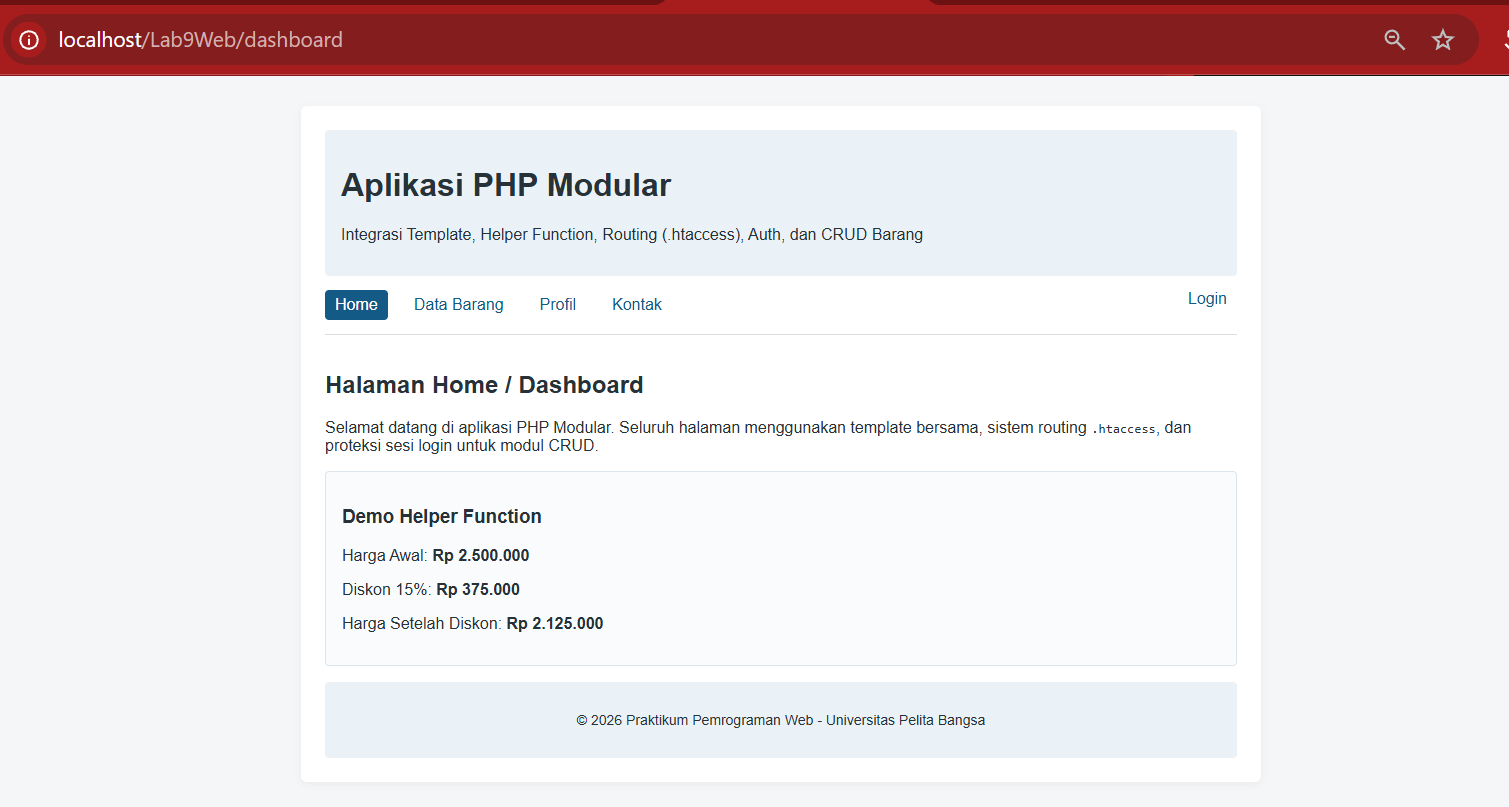 localhost/Lab9Web/dashboard
Aplikasi PHP Modular
Integrasi Template, Helper Function, Routing (.htaccess), Auth, dan CRUD Barang
Home Data Barang Profil Kontak Login
Halaman Home / Dashboard
Selamat datang di aplikasi PHP Modular. Seluruh halaman menggunakan template bersama, sistem routing .htaccess, dan
proteksi sesi login untuk modul CRUD.
Demo Helper Function
Harga Awal: Rp 2.500.000
Diskon 15%: Rp 375.000
Harga Setelah Diskon: Rp 2.125.000
© 2026 Praktikum Pemrograman Web - Universitas Pelita Bangsa